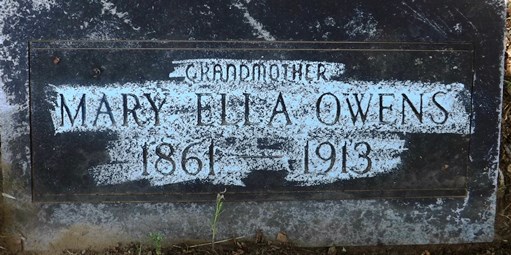 GRANDMOTHER
MARY ELLA OWENS
1861 — 1913